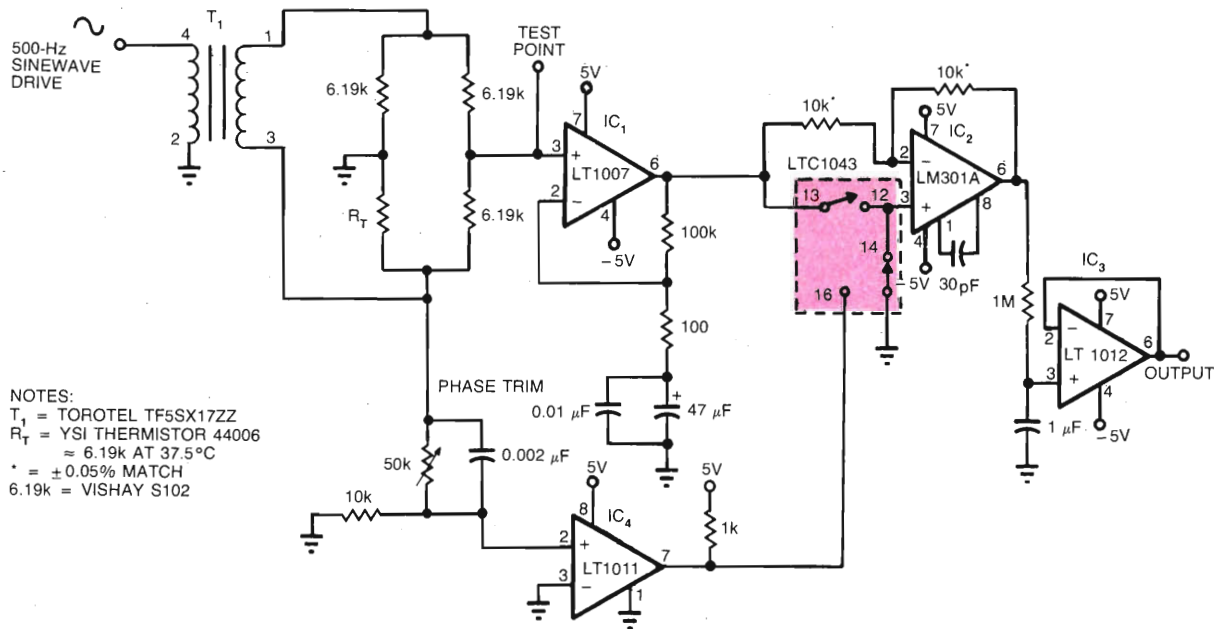 500-Hz
SINEWAVE
DRIVE
T1
4
2
1
3
6.19k
6.19k
RT
6.19k
TEST
POINT
5V
7
IC1
3
+
LT1007
6
2
−
4
−5V
100k
100
0.01 µF
+
47 µF
10k*
10k*
5V
7
IC2
2
−
LM301A
6
3
+
8
1
4
−5V
30pF
LTC1043
13
12
14
16
1M
IC3
5V
7
2
−
LT 1012
6
3
+
4
−5V
OUTPUT
1 µF
PHASE TRIM
50k
0.002 µF
10k
5V
8
IC4
2
+
LT1011
7
3
−
1
5V
1k
NOTES:
T1 = TOROTEL TF5SX17ZZ
RT = YSI THERMISTOR 44006
≈ 6.19k AT 37.5°C
* = ±0.05% MATCH
6.19k = VISHAY S102